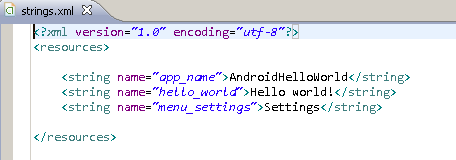 strings.xml
<?xml version="1.0" encoding="utf-8"?>
<resources>
<string name="app_name">AndroidHelloWorld</string>
<string name="hello_world">Hello world!</string>
<string name="menu_settings">Settings</string>
</resources>